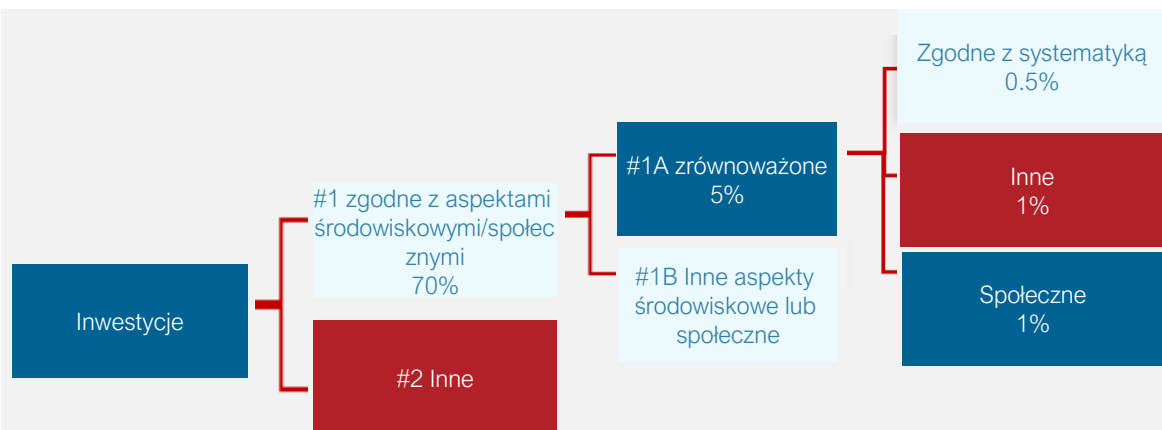 Inwestycje
#1 zgodne z aspektami
środowiskowymi/społec
znymi
70%
#2 Inne
#1A zrównoważone
5%
#1B Inne aspekty
środowiskowe lub
społeczne
Zgodne z systematyką
0.5%
Inne
1%
Społeczne
1%